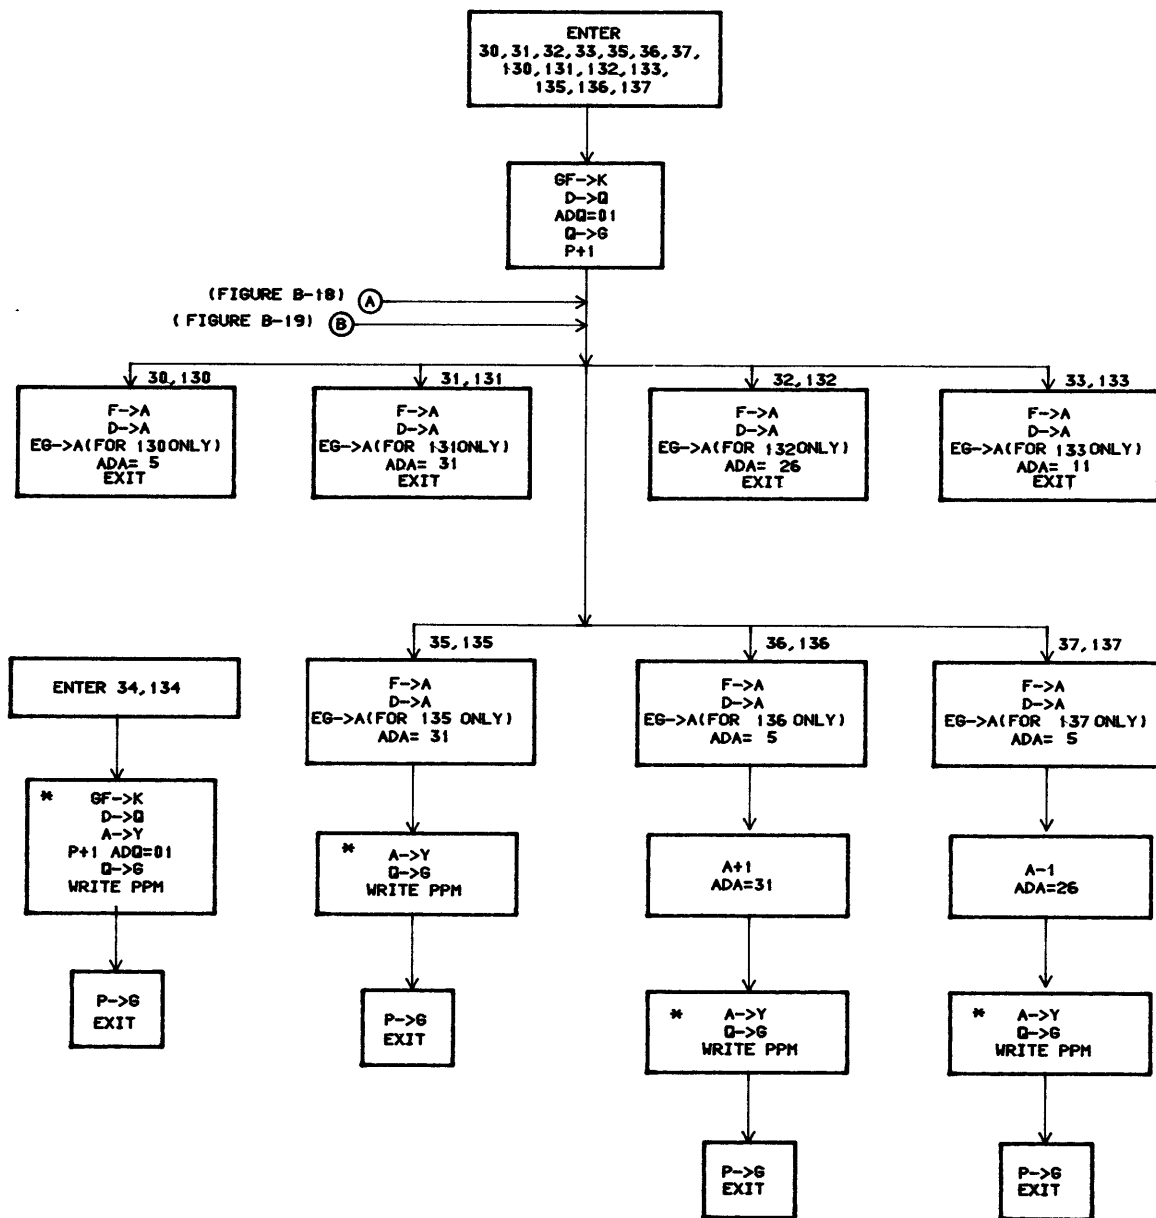 ENTER
30,31,32,33,35,36,37,
130,131,132,133,
135,136,137
GF->K
D->Q
ADQ=01
Q->G
P+1
(FIGURE B-18) A
(FIGURE B-19) B
30,130
F->A
D->A
EG->A(FOR 130 ONLY)
ADA= 5
EXIT
31,131
F->A
D->A
EG->A(FOR 131 ONLY)
ADA= 31
EXIT
32,132
F->A
D->A
EG->A(FOR 132 ONLY)
ADA= 26
EXIT
33,133
F->A
D->A
EG->A(FOR 133 ONLY)
ADA= 11
EXIT
ENTER 34,134
* GF->K
D->Q
A->Y
P+1 ADQ=01
Q->G
WRITE PPM
P->G
EXIT
35,135
F->A
D->A
EG->A(FOR 135 ONLY)
ADA= 31
* A->Y
Q->G
WRITE PPM
P->G
EXIT
36,136
F->A
D->A
EG->A(FOR 136 ONLY)
ADA= 5
A+1
ADA=31
* A->Y
Q->G
WRITE PPM
P->G
EXIT
37,137
F->A
D->A
EG->A(FOR 137 ONLY)
ADA= 5
A-1
ADA=26
* A->Y
Q->G
WRITE PPM
P->G
EXIT